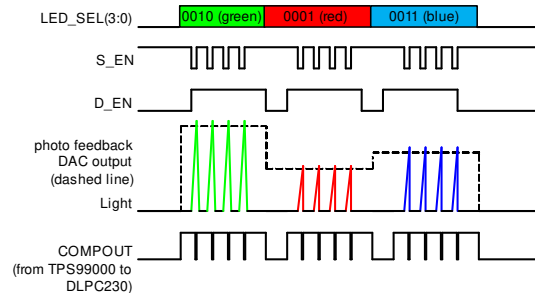 LED_SEL(3:0)
0010 (green)
0001 (red)
0011 (blue)
S_EN
D_EN
photo feedback
DAC output
(dashed line)
Light
COMPOUT
(from TPS99000 to
DLPC230)